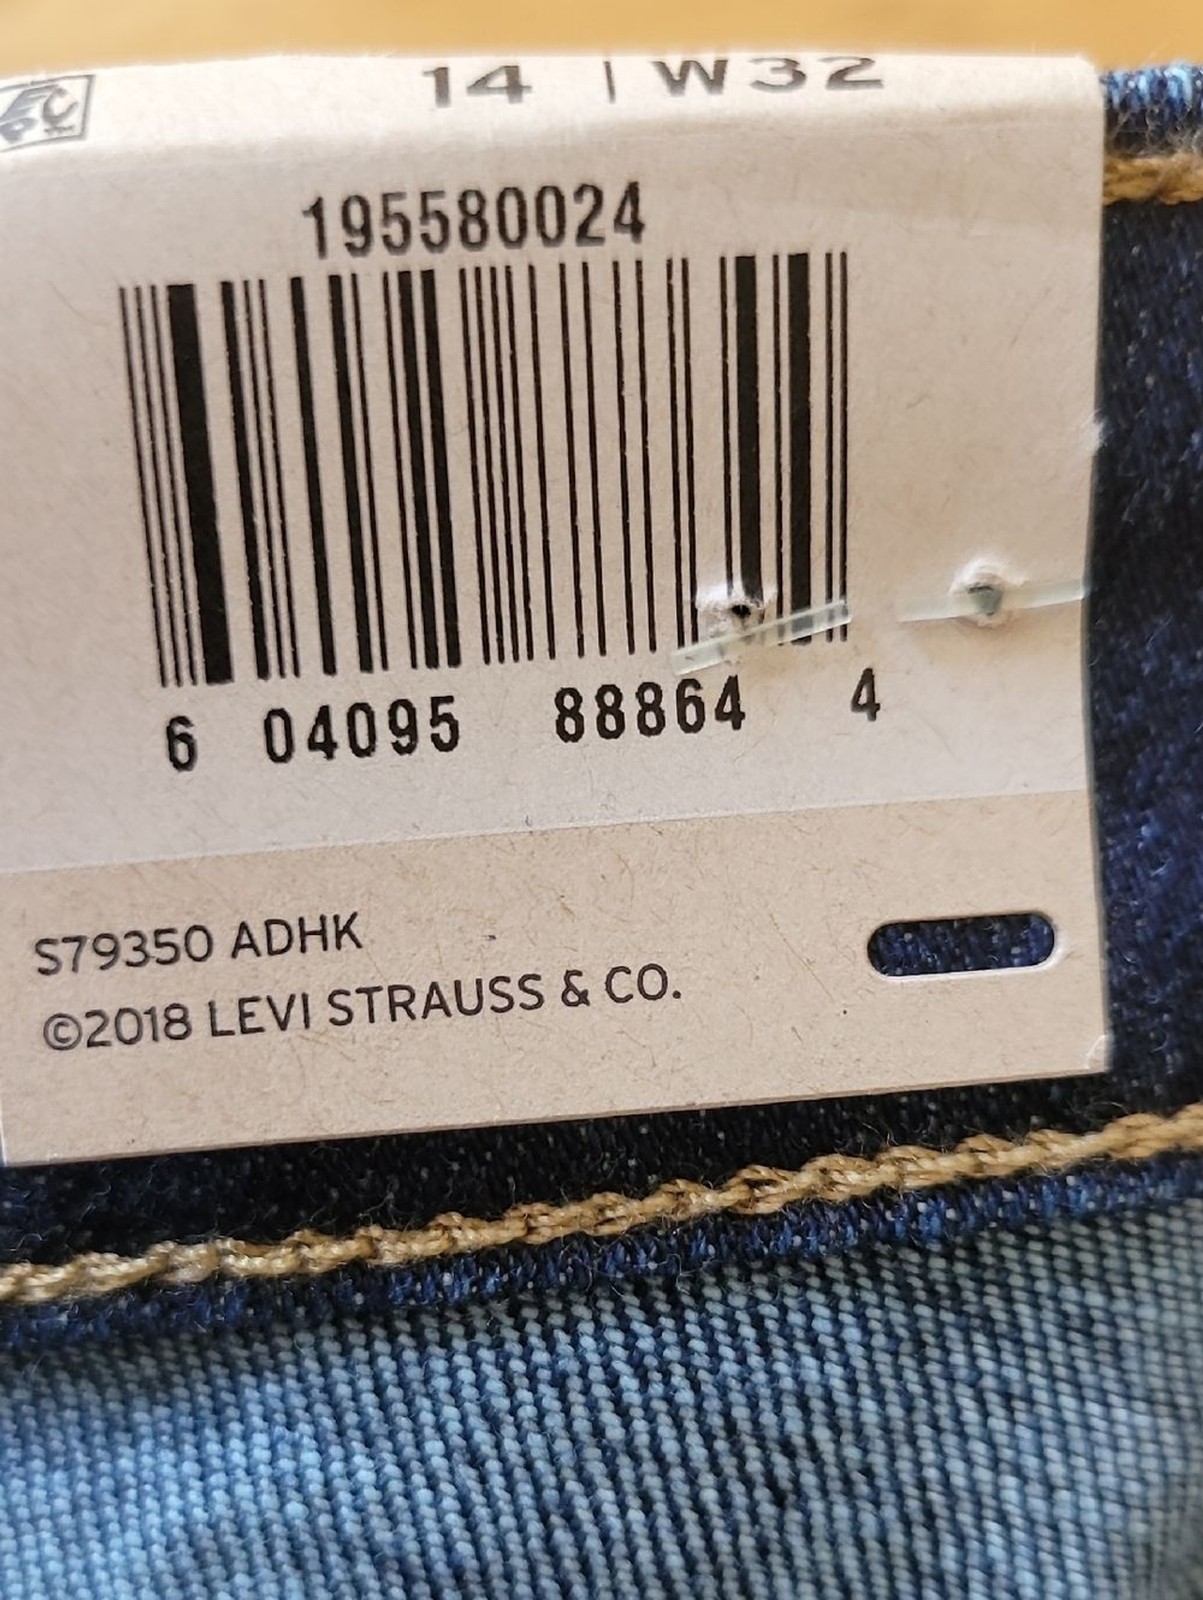 14 | W32
195580024
6 04095 88864 4
S79350 ADHK
©2018 LEVI STRAUSS & CO.